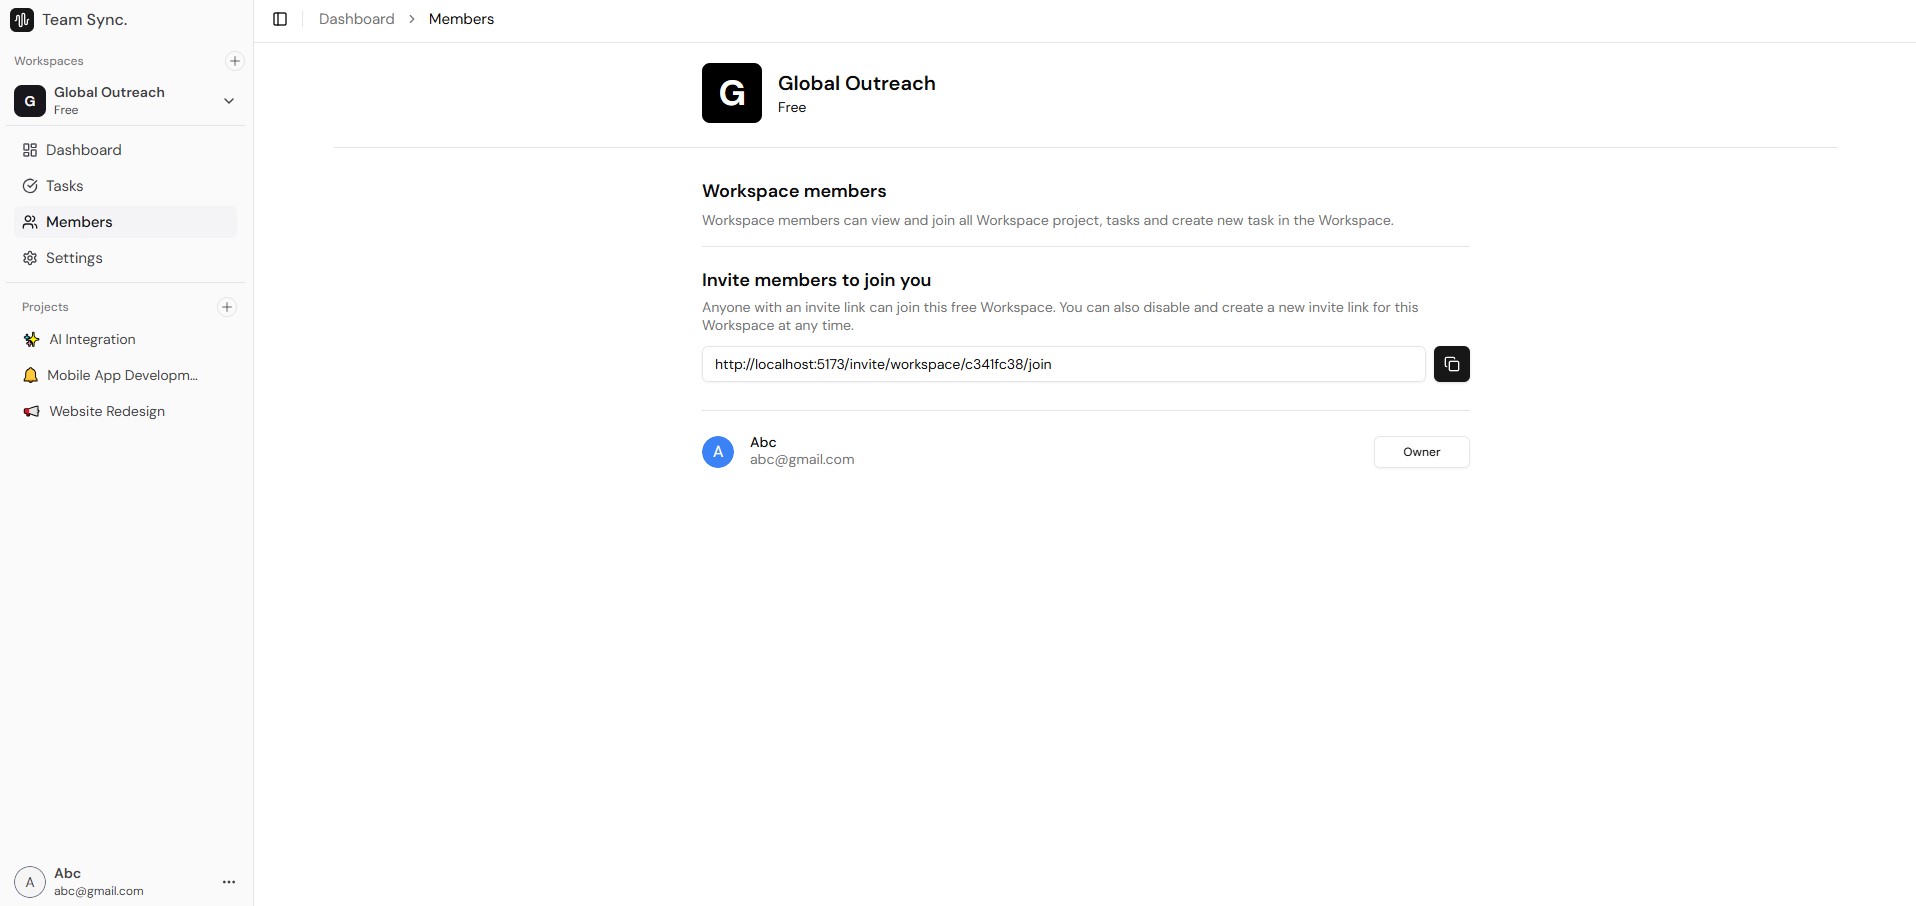 Team Sync.
Workspaces
G
Global Outreach
Free
Dashboard
Tasks
Members
Settings
Projects
AI Integration
Mobile App Developm...
Website Redesign
A
Abc
abc@gmail.com
Dashboard > Members
G
Global Outreach
Free
Workspace members
Workspace members can view and join all Workspace project, tasks and create new task in the Workspace.
Invite members to join you
Anyone with an invite link can join this free Workspace. You can also disable and create a new invite link for this
Workspace at any time.
http://localhost:5173/invite/workspace/c341fc38/join
A
Abc
abc@gmail.com
Owner